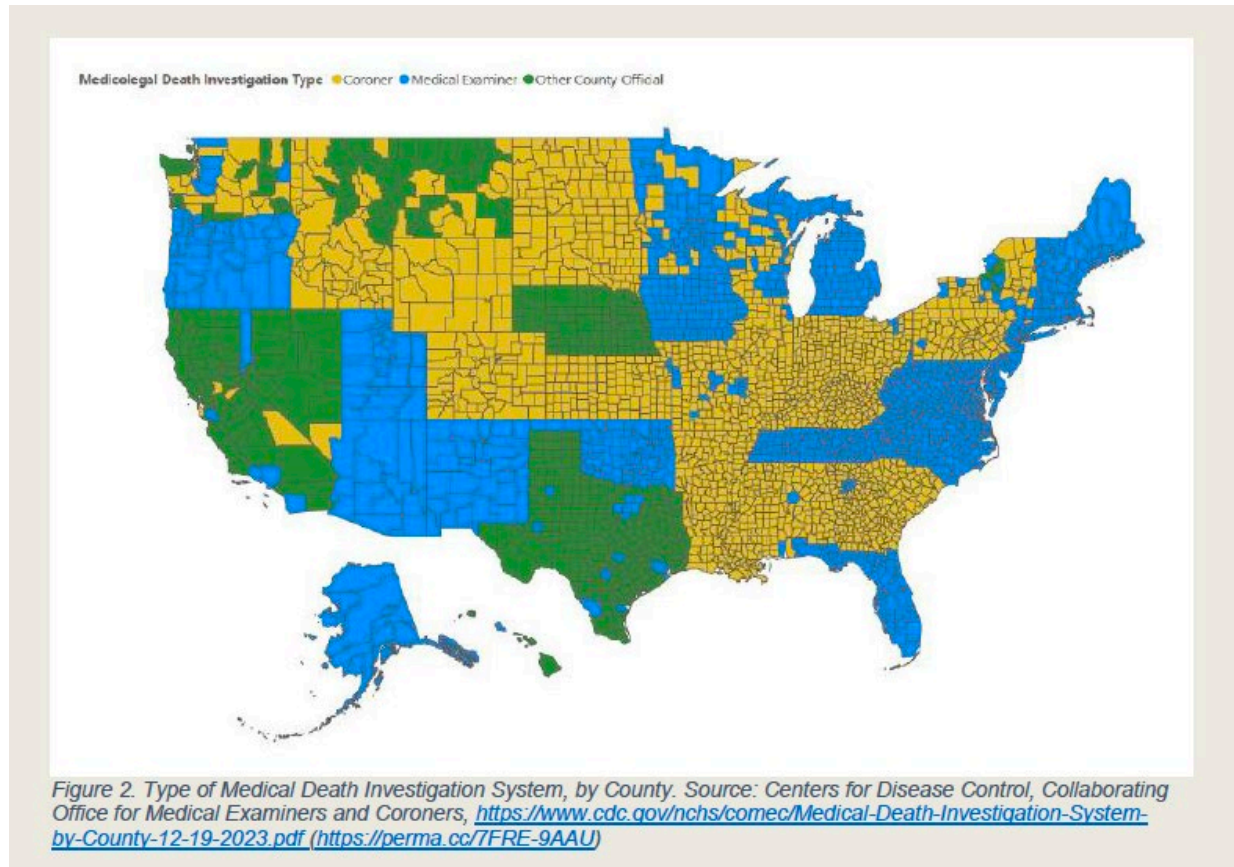 Medicolegal Death Investigation Type Coroner Medical Examiner Other County Official
Figure 2. Type of Medical Death Investigation System, by County. Source: Centers for Disease Control, Collaborating
Office for Medical Examiners and Coroners, https://www.cdc.gov/nchs/comec/Medical-Death-Investigation-System-
by-County-12-19-2023.pdf (https://perma.cc/7FRE-9AAU)